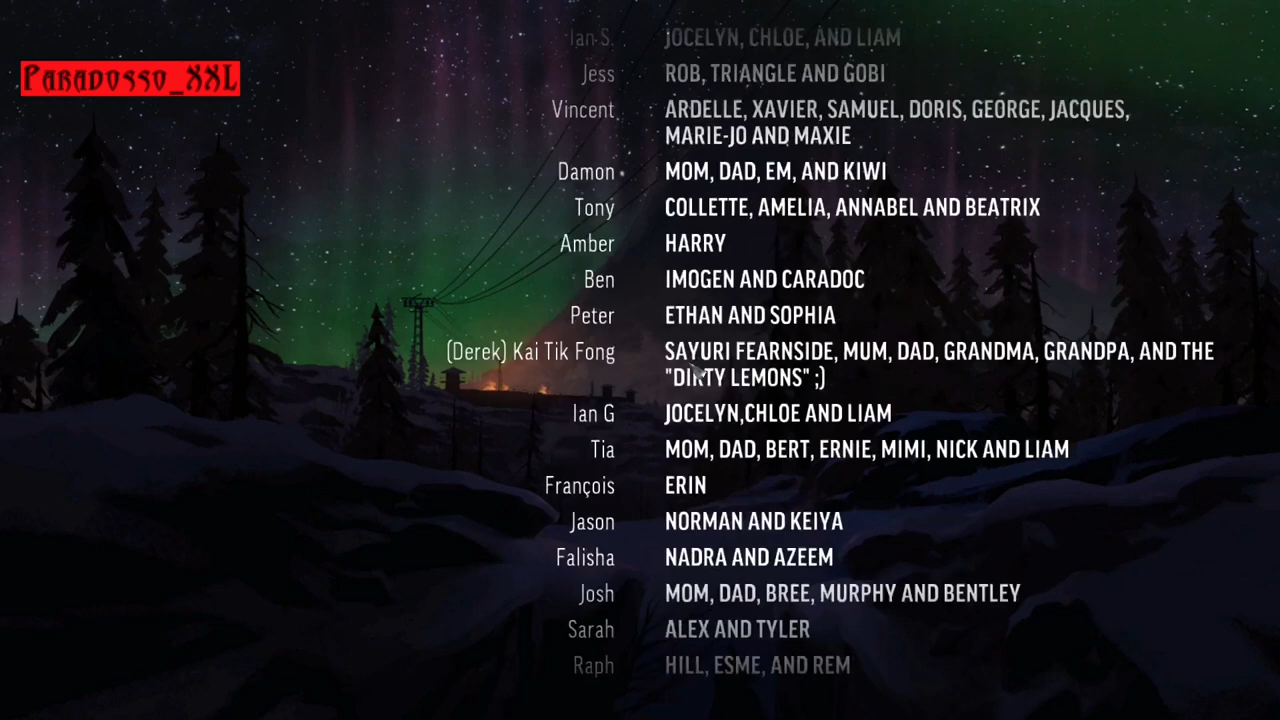 Paradosso_XXL
Ian S. JOCELYN, CHLOE, AND LIAM
Jess ROB, TRIANGLE AND GOBI
Vincent ARDELLE, XAVIER, SAMUEL, DORIS, GEORGE, JACQUES,
MARIE-JO AND MAXIE
Damon MOM, DAD, EM, AND KIWI
Tony COLLETTE, AMELIA, ANNABEL AND BEATRIX
Amber HARRY
Ben IMOGEN AND CARADOC
Peter ETHAN AND SOPHIA
(Derek) Kai Tik Fong SAYURI FEARNSIDE, MUM, DAD, GRANDMA, GRANDPA, AND THE
"DIRTY LEMONS" ;)
Ian G JOCELYN,CHLOE AND LIAM
Tia MOM, DAD, BERT, ERNIE, MIMI, NICK AND LIAM
François ERIN
Jason NORMAN AND KEIYA
Falisha NADRA AND AZEEM
Josh MOM, DAD, BREE, MURPHY AND BENTLEY
Sarah ALEX AND TYLER
Raph HILL, ESME, AND REM